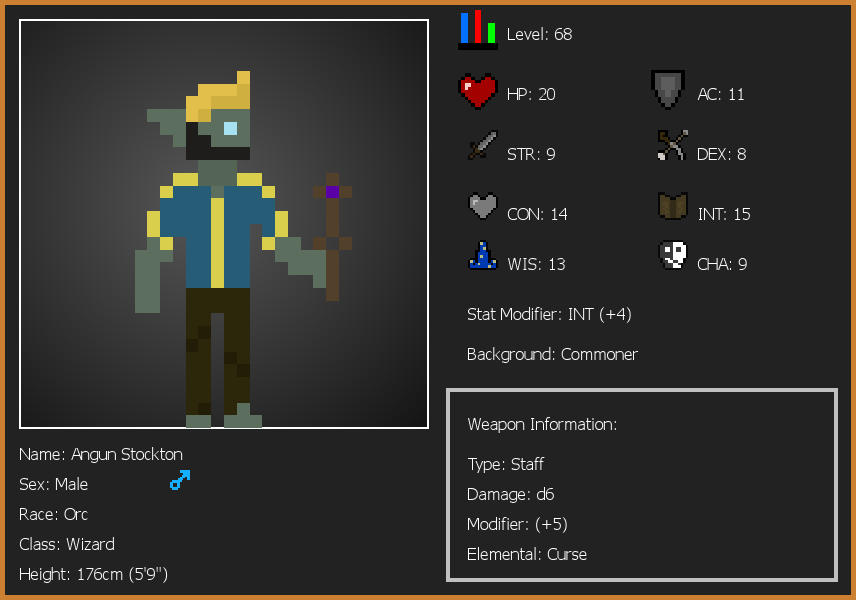 Level: 68
HP: 20
AC: 11
STR: 9
DEX: 8
CON: 14
INT: 15
WIS: 13
CHA: 9
Stat Modifier: INT (+4)
Background: Commoner
Weapon Information:
Type: Staff
Damage: d6
Modifier: (+5)
Elemental: Curse
Name: Angun Stockton
Sex: Male
Race: Orc
Class: Wizard
Height: 176cm (5'9")